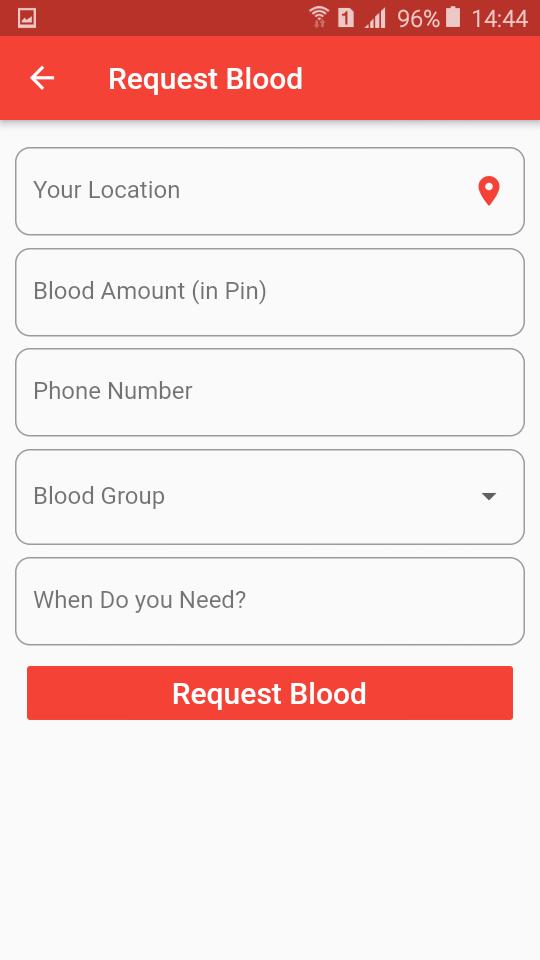 1 96% 14:44
Request Blood
Your Location
Blood Amount (in Pin)
Phone Number
Blood Group
When Do you Need?
Request Blood